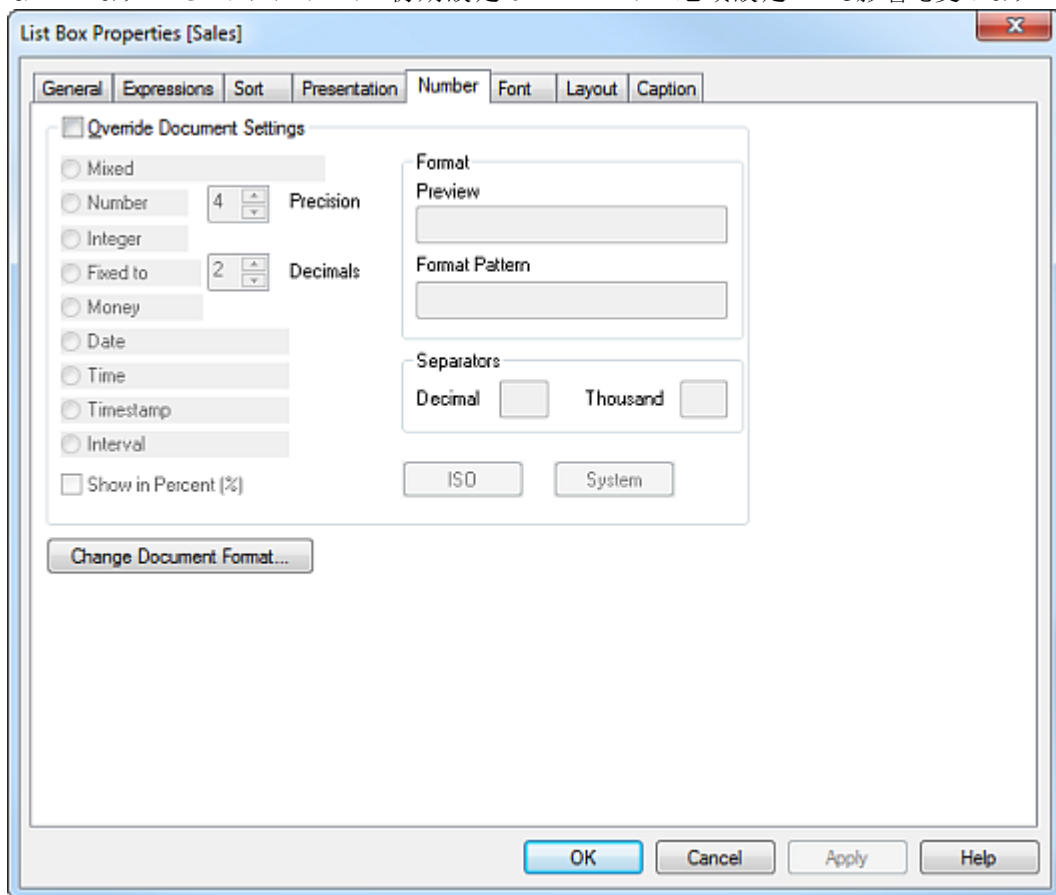 List Box Properties [Sales]
General Expressions Sort Presentation Number Font Layout Caption
Override Document Settings
Mixed
Number 4 Precision
Integer
Fixed to 2 Decimals
Money
Date
Time
Timestamp
Interval
Show in Percent (%)
Format
Preview
Format Pattern
Separators
Decimal Thousand
ISO System
Change Document Format...
OK Cancel Apply Help